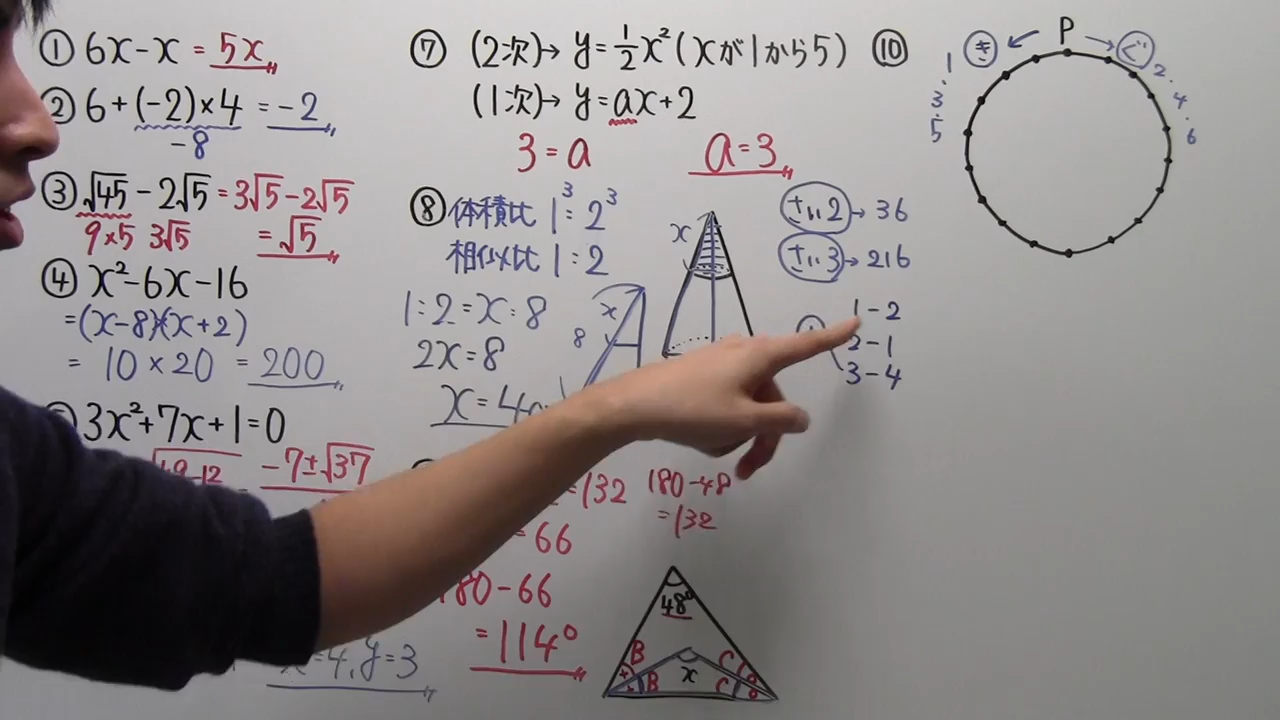 ① 6x-x = 5x
② 6+(-2)×4 = -2
-8
③ √45 - 2√5 = 3√5 - 2√5
9×5 3√5 = √5
④ x²-6x-16
=(x-8)(x+2)
= 10×20 = 200
3x²+7x+1=0
-7±√37
x=4, y=3
⑦ (2次)→ y=½x² (xが1から5)
(1次)→ y=ax+2
3=a a=3
⑧ 体積比 1³:2³
相似比 1:2
1:2=x:8
2x=8
x=4
x
8
x
=132 180-48
=132
=66
180-66
=114°
48°
B C
B x C
⑩
P
き ぐ
1・3・5
2・4・6
さい2→36
さい3→216
1-2
2-1
3-4